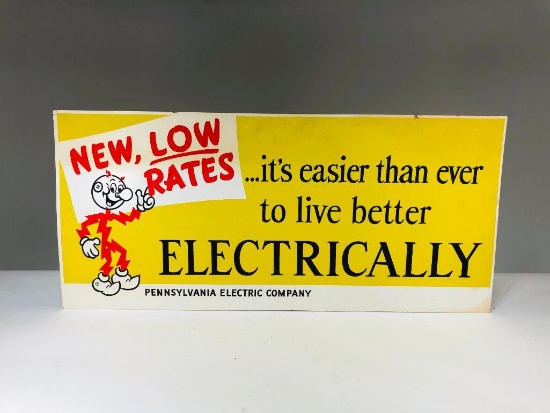 NEW, LOW
RATES
...it's easier than ever
to live better
ELECTRICALLY
PENNSYLVANIA ELECTRIC COMPANY